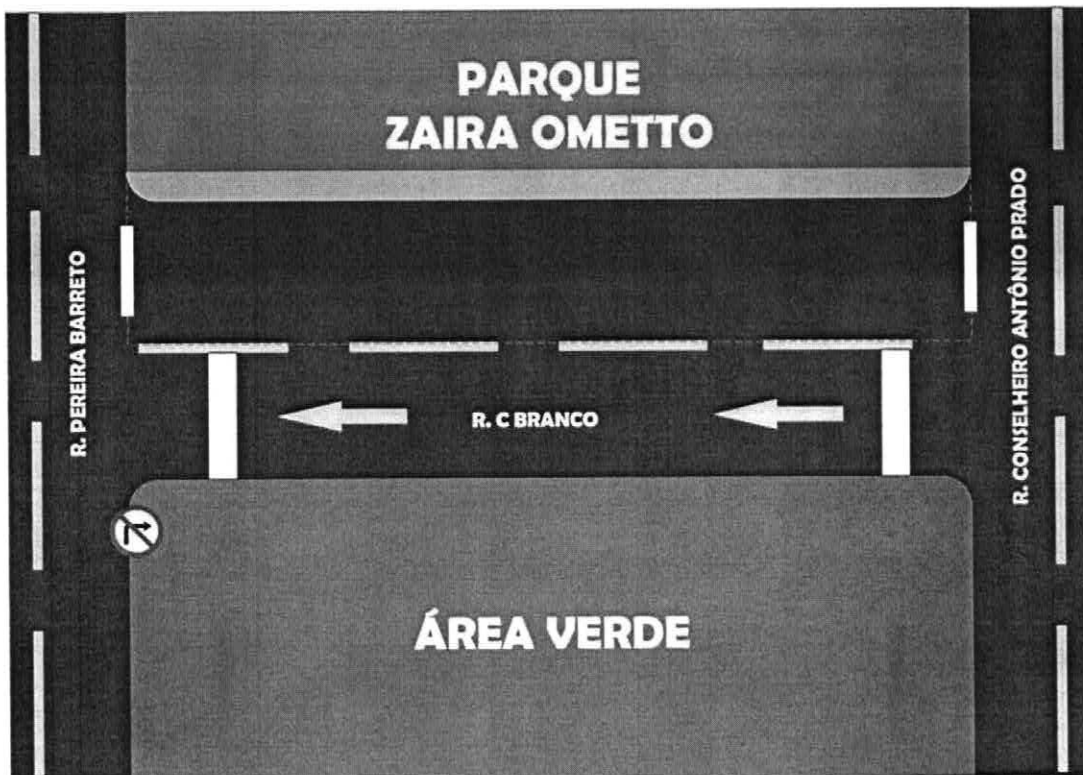 PARQUE
ZAIRA OMETTO
R. PEREIRA BARRETO
R. CONSELHEIRO ANTÔNIO PRADO
R. C BRANCO
ÁREA VERDE